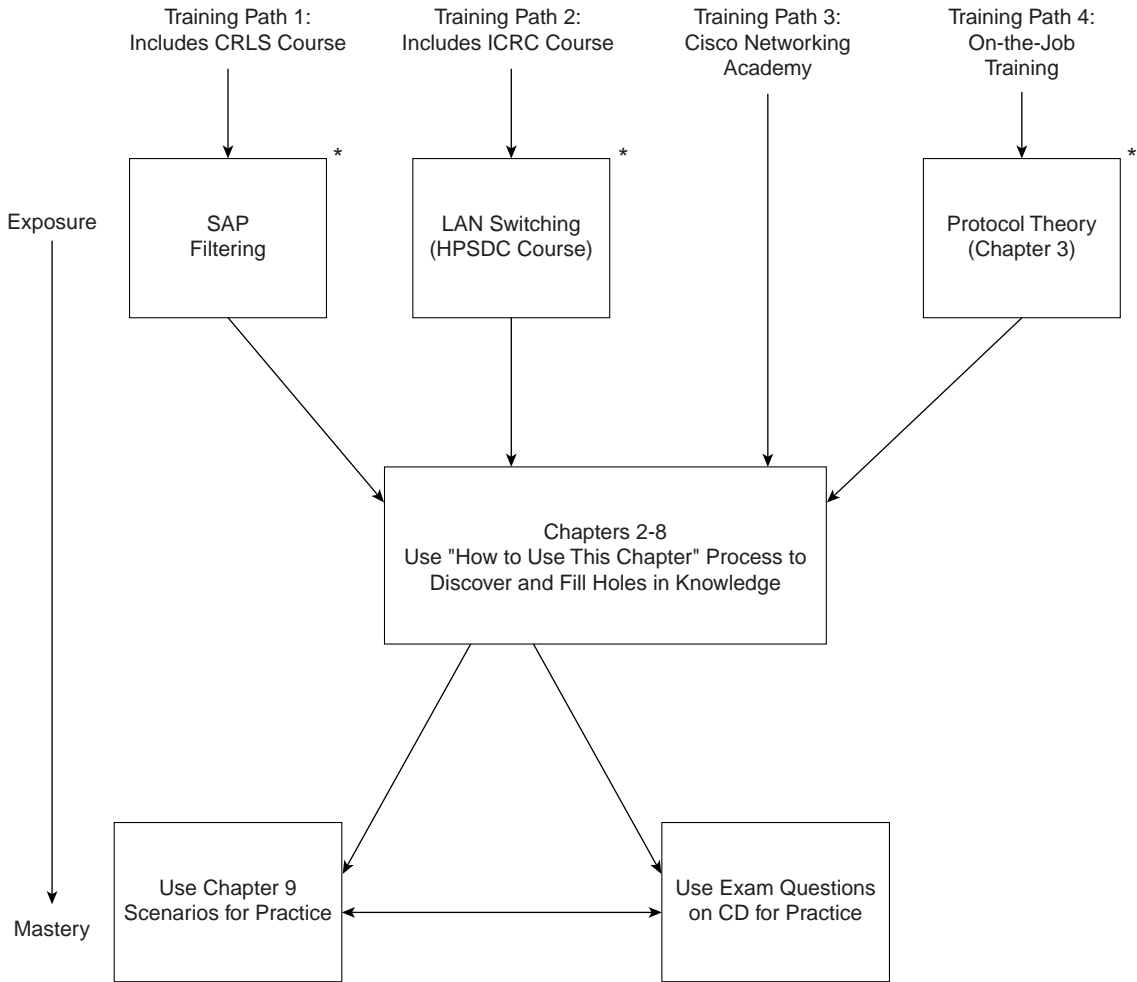 Training Path 1:
Includes CRLS Course
Training Path 2:
Includes ICRC Course
Training Path 3:
Cisco Networking
Academy
Training Path 4:
On-the-Job
Training
*
*
*
Exposure
SAP
Filtering
LAN Switching
(HPSDC Course)
Protocol Theory
(Chapter 3)
Chapters 2-8
Use "How to Use This Chapter" Process to
Discover and Fill Holes in Knowledge
Use Chapter 9
Scenarios for Practice
Use Exam Questions
on CD for Practice
Mastery